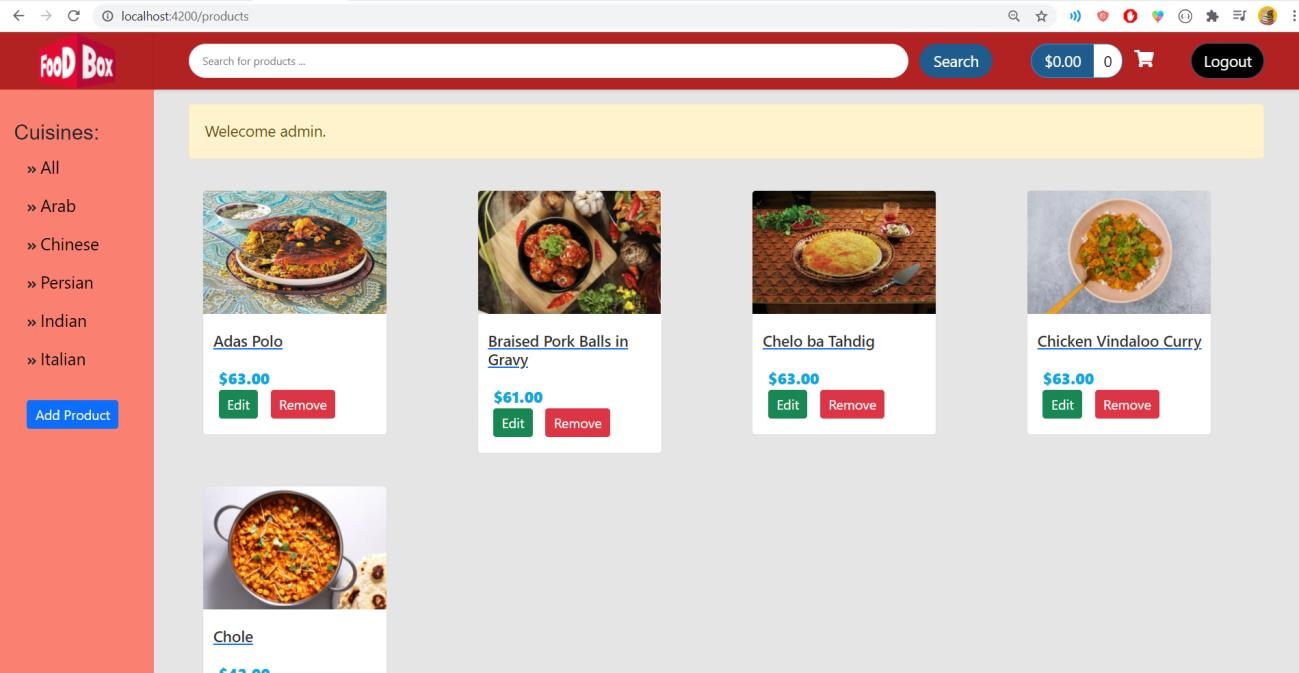 localhost:4200/products
FooD Box
Search for products ...
Search
$0.00
0
Logout
Cuisines:
» All
» Arab
» Chinese
» Persian
» Indian
» Italian
Add Product
Welecome admin.
Adas Polo
$63.00
Edit
Remove
Braised Pork Balls in
Gravy
$61.00
Edit
Remove
Chelo ba Tahdig
$63.00
Edit
Remove
Chicken Vindaloo Curry
$63.00
Edit
Remove
Chole